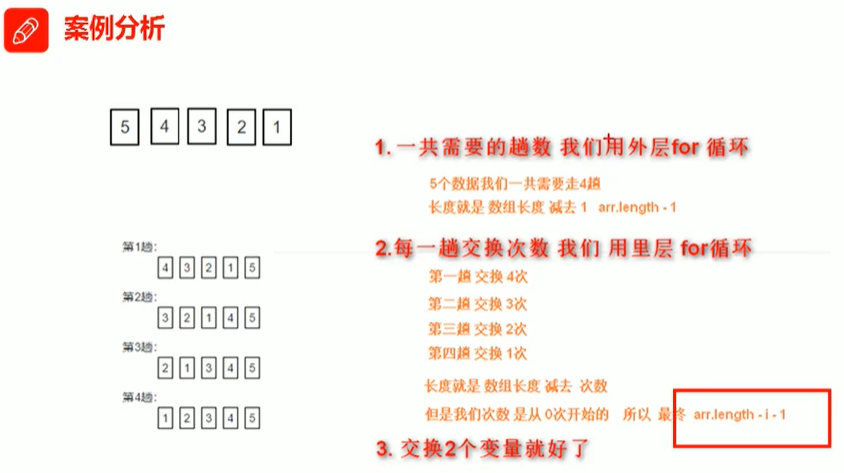 案例分析
5 4 3 2 1
1. 一共需要的趟数 我们用外层for 循环
5个数据我们一共需要走4趟
长度就是 数组长度 减去 1 arr.length - 1
第1趟:
4 3 2 1 5
第2趟:
3 2 1 4 5
第3趟:
2 1 3 4 5
第4趟:
1 2 3 4 5
2.每一趟交换次数 我们 用里层 for循环
第一趟 交换 4次
第二趟 交换 3次
第三趟 交换 2次
第四趟 交换 1次
长度就是 数组长度 减去 次数
但是我们次数 是从 0次开始的 所以 最终 arr.length - i - 1
3. 交换2个变量就好了